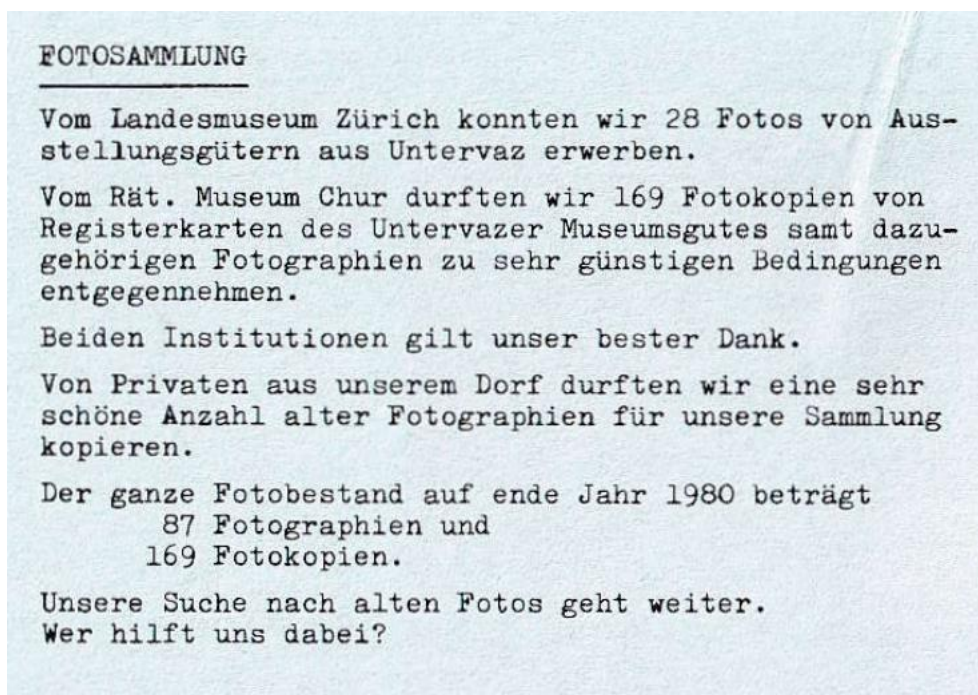 FOTOSAMMLUNG
Vom Landesmuseum Zürich konnten wir 28 Fotos von Aus-
stellungsgütern aus Untervaz erwerben.
Vom Rät. Museum Chur durften wir 169 Fotokopien von
Registerkarten des Untervazer Museumsgutes samt dazu-
gehörigen Fotographien zu sehr günstigen Bedingungen
entgegennehmen.
Beiden Institutionen gilt unser bester Dank.
Von Privaten aus unserem Dorf durften wir eine sehr
schöne Anzahl alter Fotographien für unsere Sammlung
kopieren.
Der ganze Fotobestand auf ende Jahr 1980 beträgt
87 Fotographien und
169 Fotokopien.
Unsere Suche nach alten Fotos geht weiter.
Wer hilft uns dabei?